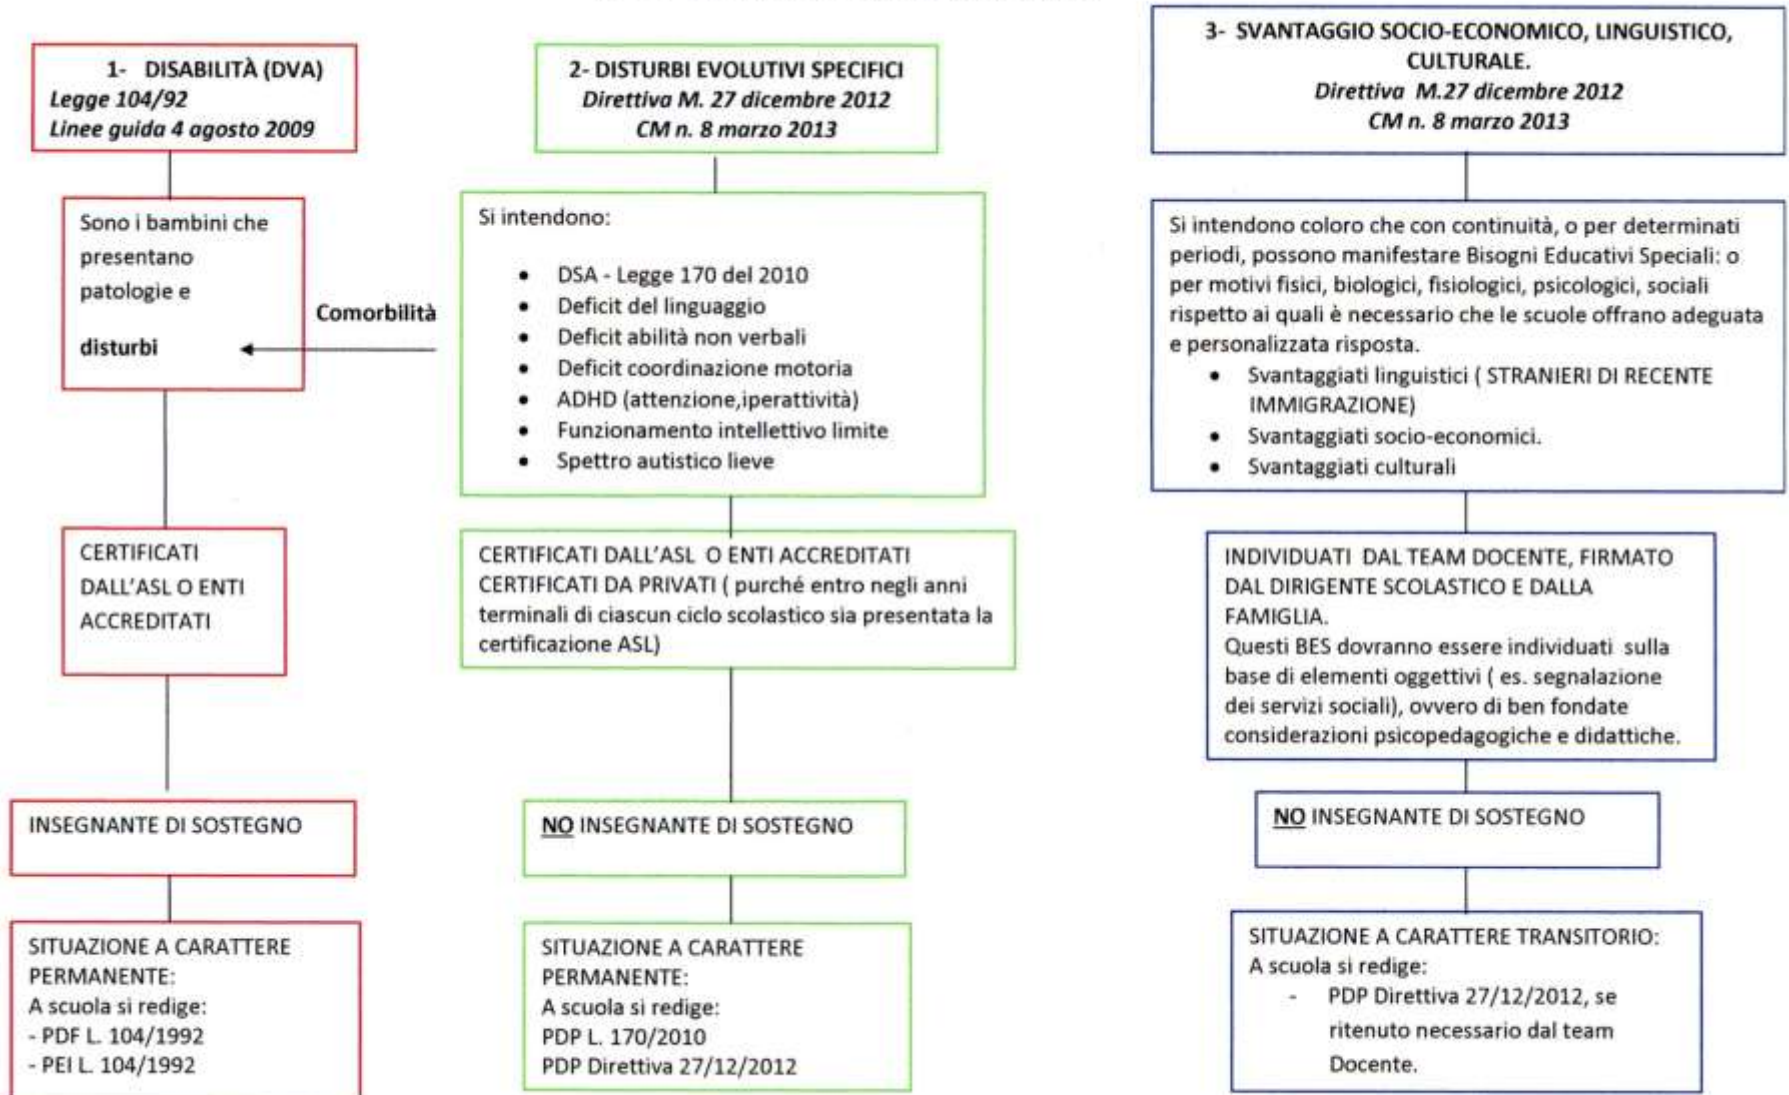 1- DISABILITÀ (DVA)
Legge 104/92
Linee guida 4 agosto 2009
Sono i bambini che
presentano
patologie e
disturbi
Comorbilità
CERTIFICATI
DALL'ASL O ENTI
ACCREDITATI
INSEGNANTE DI SOSTEGNO
SITUAZIONE A CARATTERE
PERMANENTE:
A scuola si redige:
- PDF L. 104/1992
- PEI L. 104/1992
2- DISTURBI EVOLUTIVI SPECIFICI
Direttiva M. 27 dicembre 2012
CM n. 8 marzo 2013
Si intendono:
• DSA - Legge 170 del 2010
• Deficit del linguaggio
• Deficit abilità non verbali
• Deficit coordinazione motoria
• ADHD (attenzione,iperattività)
• Funzionamento intellettivo limite
• Spettro autistico lieve
CERTIFICATI DALL'ASL O ENTI ACCREDITATI
CERTIFICATI DA PRIVATI ( purché entro negli anni
terminali di ciascun ciclo scolastico sia presentata la
certificazione ASL)
NO INSEGNANTE DI SOSTEGNO
SITUAZIONE A CARATTERE
PERMANENTE:
A scuola si redige:
PDP L. 170/2010
PDP Direttiva 27/12/2012
3- SVANTAGGIO SOCIO-ECONOMICO, LINGUISTICO,
CULTURALE.
Direttiva M.27 dicembre 2012
CM n. 8 marzo 2013
Si intendono coloro che con continuità, o per determinati
periodi, possono manifestare Bisogni Educativi Speciali: o
per motivi fisici, biologici, fisiologici, psicologici, sociali
rispetto ai quali è necessario che le scuole offrano adeguata
e personalizzata risposta.
• Svantaggiati linguistici ( STRANIERI DI RECENTE
IMMIGRAZIONE)
• Svantaggiati socio-economici.
• Svantaggiati culturali
INDIVIDUATI DAL TEAM DOCENTE, FIRMATO
DAL DIRIGENTE SCOLASTICO E DALLA
FAMIGLIA.
Questi BES dovranno essere individuati sulla
base di elementi oggettivi ( es. segnalazione
dei servizi sociali), ovvero di ben fondate
considerazioni psicopedagogiche e didattiche.
NO INSEGNANTE DI SOSTEGNO
SITUAZIONE A CARATTERE TRANSITORIO:
A scuola si redige:
- PDP Direttiva 27/12/2012, se
ritenuto necessario dal team
Docente.